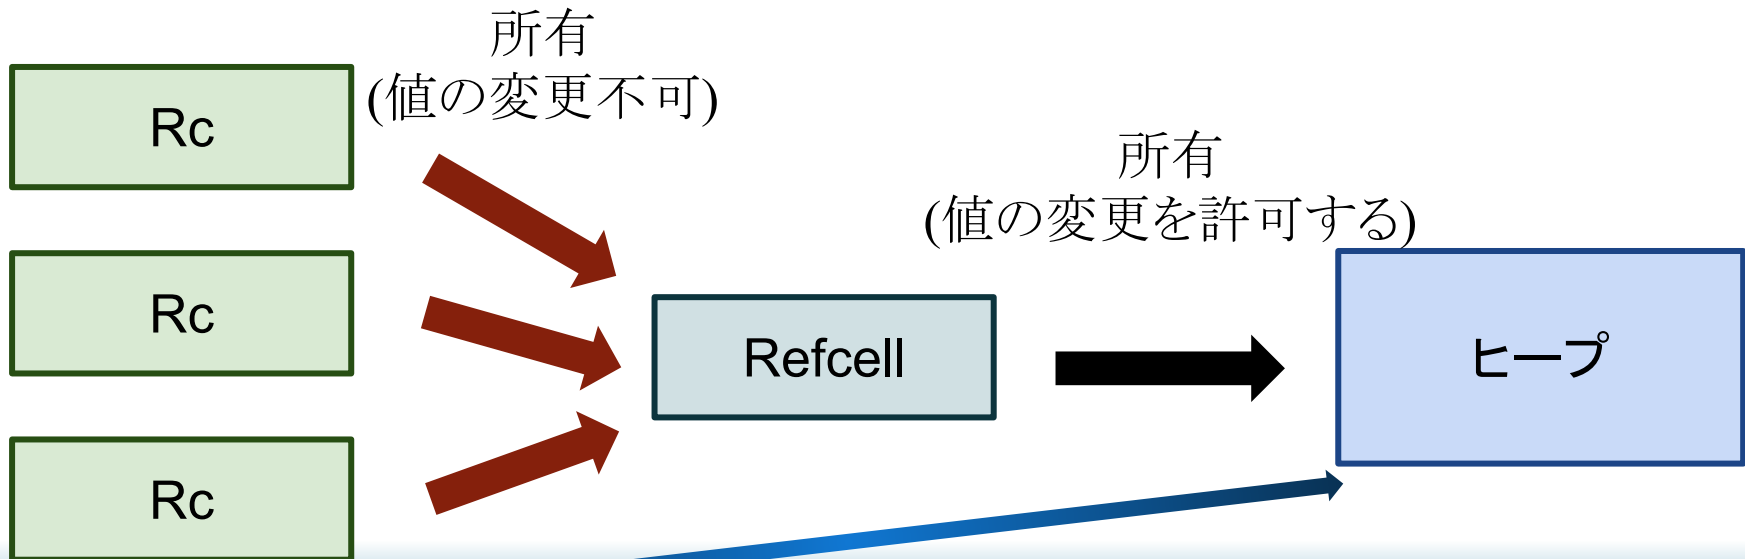 所有
(値の変更不可)
Rc
所有
(値の変更を許可する)
Rc
Refcell
ヒープ
Rc